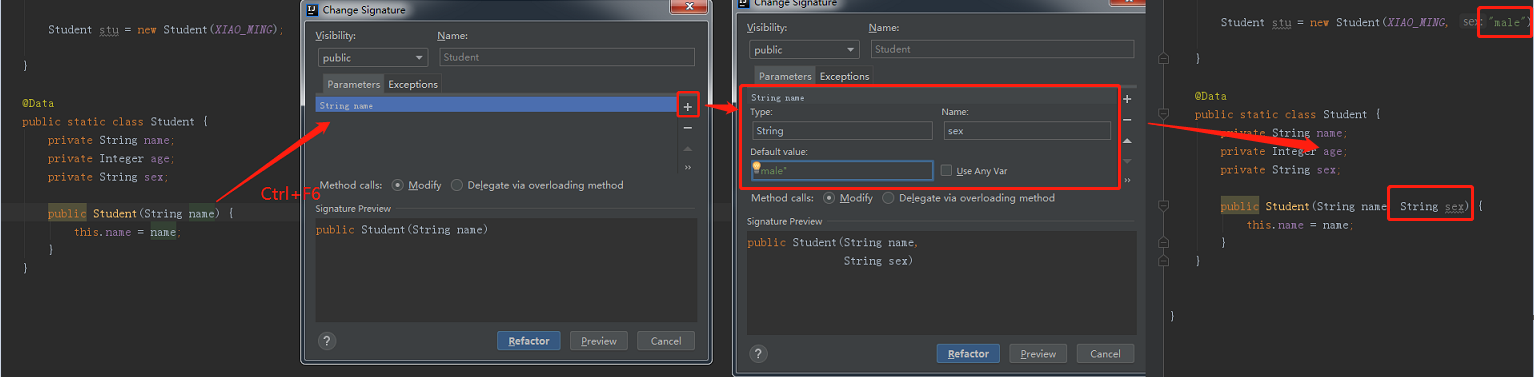 Student stu = new Student(XIAO_MING);
}
@Data
public static class Student {
private String name;
private Integer age;
private String sex;
public Student(String name) {
this.name = name;
}
}
Ctrl+F6
Change Signature
Visibility:
Name:
public
Student
Parameters
Exceptions
String name
Method calls:
Modify
Delegate via overloading method
Signature Preview
public Student(String name)
?
Refactor
Preview
Cancel
Change Signature
Visibility:
Name:
public
Student
Parameters
Exceptions
String name
Type:
Name:
String
sex
Default value:
male"
Use Any Var
Method calls:
Modify
Delegate via overloading method
Signature Preview
public Student(String name,
String sex)
?
Refactor
Preview
Cancel
Student stu = new Student(XIAO_MING, sex: "male")
}
@Data
public static class Student {
private String name;
private Integer age;
private String sex;
public Student(String name String sex) {
this.name = name;
}
}
}